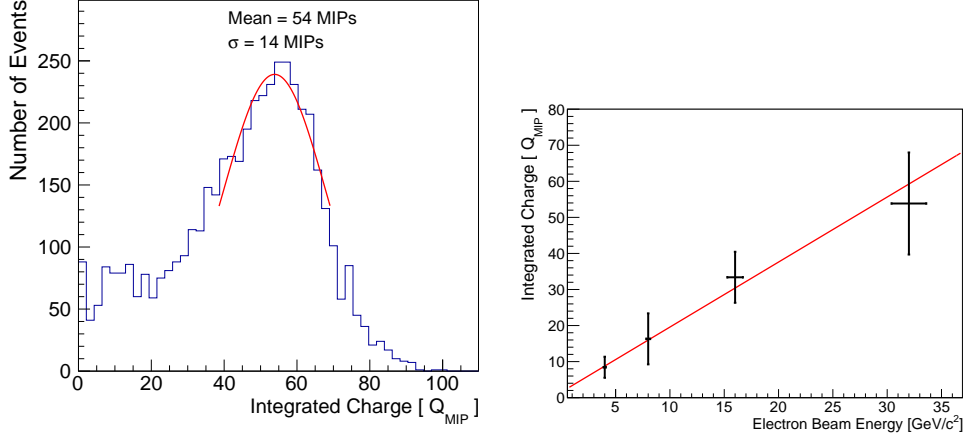 Mean = 54 MIPs
σ = 14 MIPs
Number of Events
250
200
150
100
50
0
0 20 40 60 80 100
Integrated Charge [ Q_MIP ]
Integrated Charge [ Q_MIP ]
80
70
60
50
40
30
20
10
0
5 10 15 20 25 30 35
Electron Beam Energy [GeV/c²]